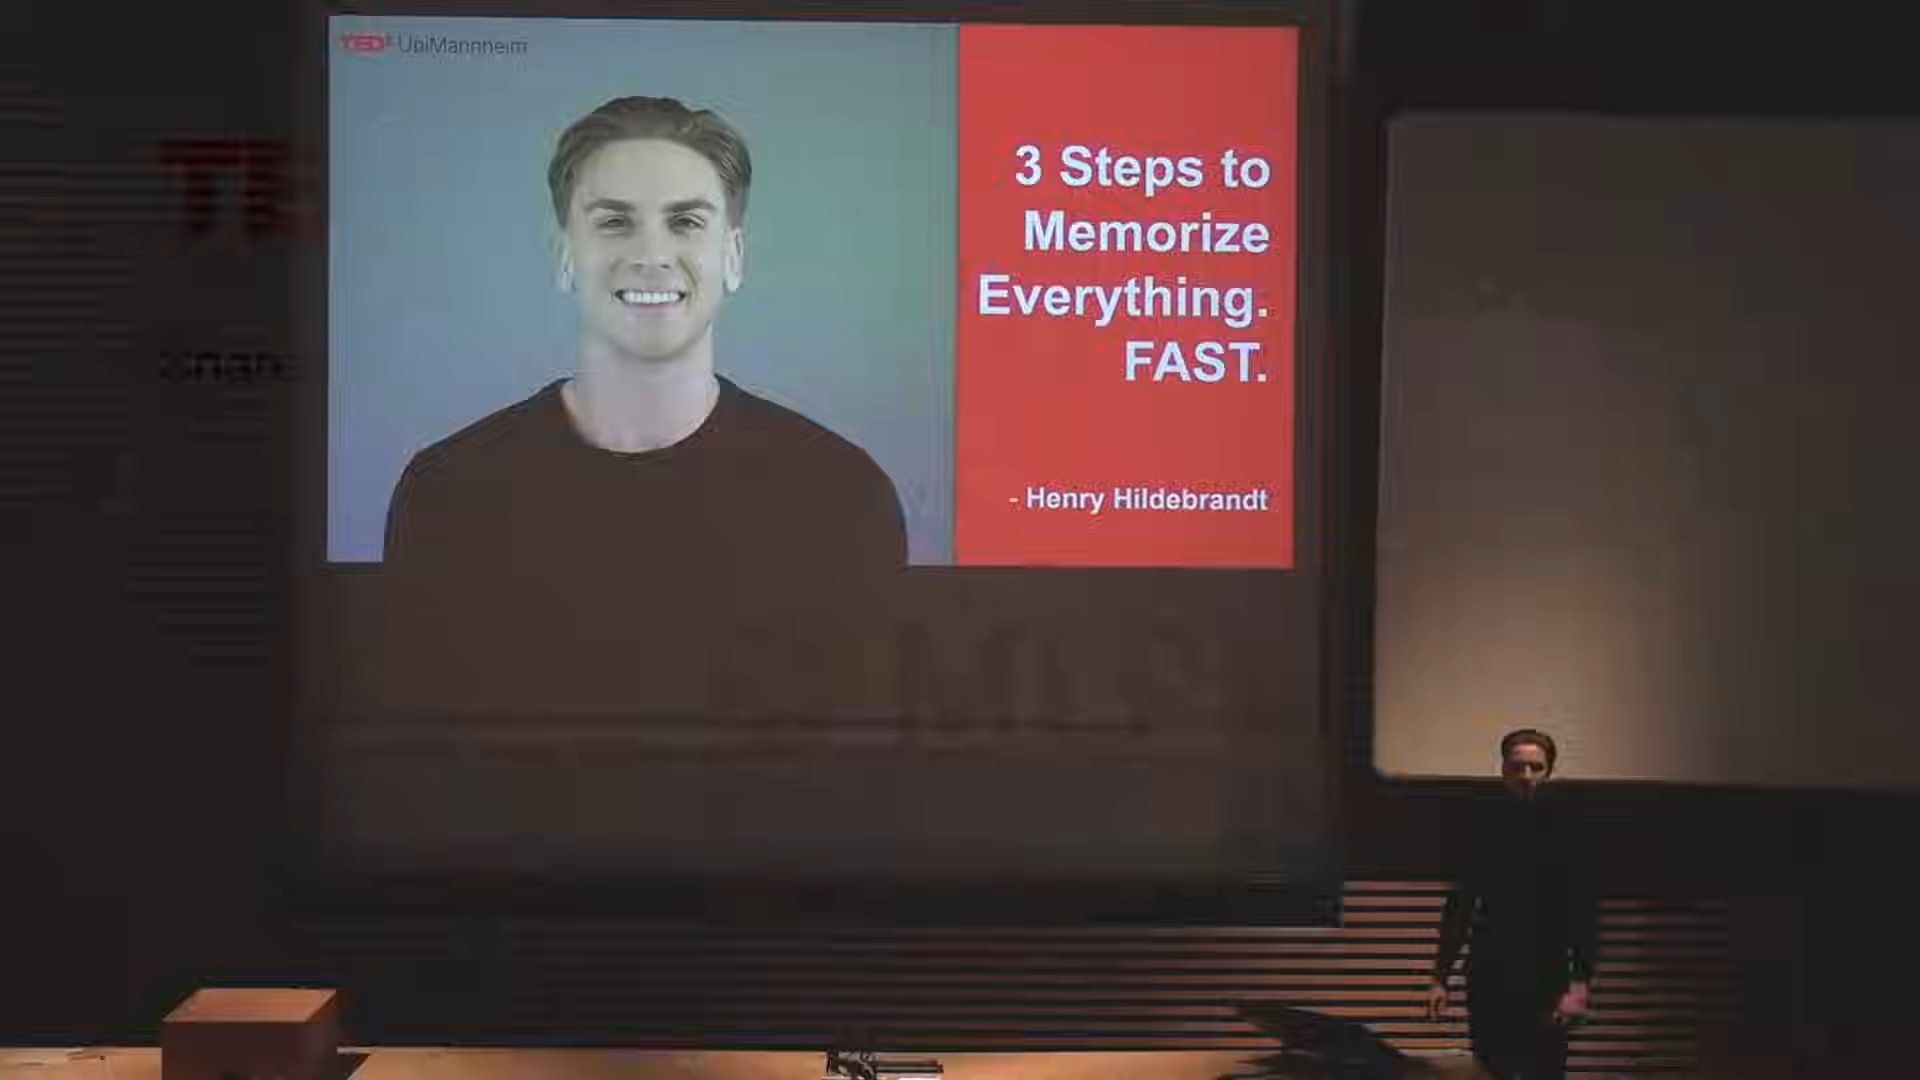 TEDxUniMannheim
3 Steps to
Memorize
Everything.
FAST.
- Henry Hildebrandt